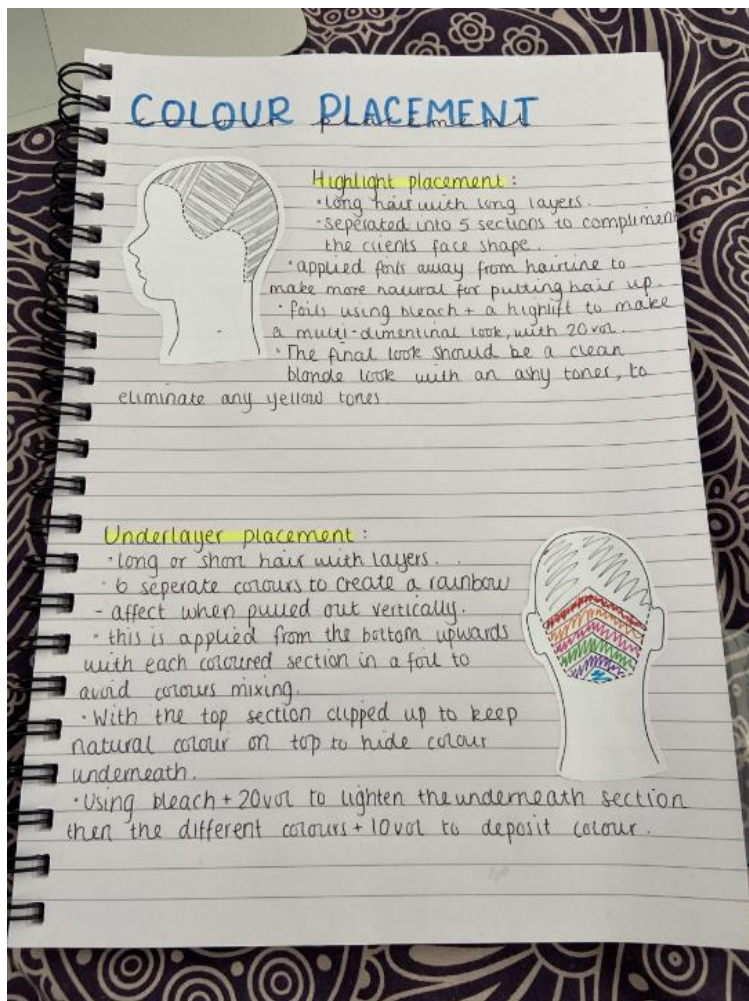 COLOUR PLACEMENT
Highlight placement :
• long hair with long layers.
• seperated into 5 sections to compliment
the clients face shape.
• applied foils away from hairline to
make more natural for putting hair up.
• foils using bleach + a highlift to make
a multi-dimentinal look, with 20 vol.
• The final look should be a clean
blonde look with an ashy toner, to
eliminate any yellow tones
Underlayer placement :
• long or short hair with layers.
• 6 seperate colours to create a rainbow
- affect when pulled out vertically.
• this is applied from the bottom upwards
with each coloured section in a foil to
avoid colours mixing.
• With the top section clipped up to keep
natural colour on top to hide colour
underneath.
• Using bleach + 20vol to lighten the underneath section
then the different colours + 10vol to deposit colour.